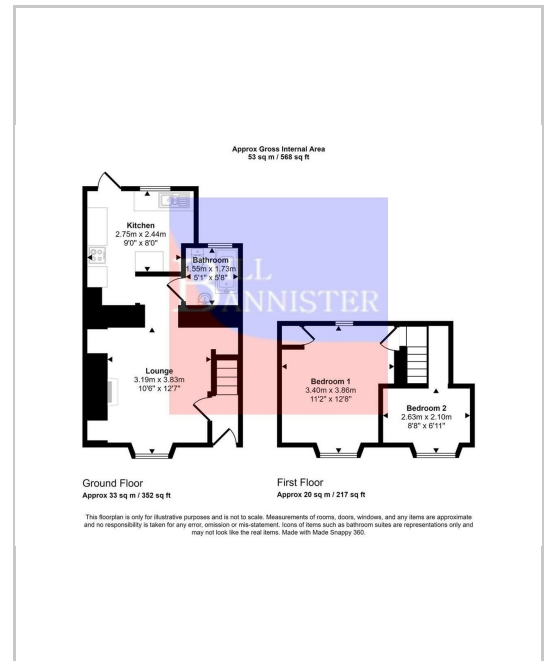 Approx Gross Internal Area
53 sq m / 568 sq ft
Kitchen
2.75m x 2.44m
9'0" x 8'0"
Bathroom
1.55m x 1.73m
5'1" x 5'8"
BELL
BANNISTER
Lounge
3.19m x 3.83m
10'6" x 12'7"
Bedroom 1
3.40m x 3.86m
11'2" x 12'8"
Bedroom 2
2.63m x 2.10m
8'8" x 6'11"
Ground Floor
Approx 33 sq m / 352 sq ft
First Floor
Approx 20 sq m / 217 sq ft
This floorplan is only for illustrative purposes and is not to scale. Measurements of rooms, doors, windows, and any items are approximate
and no responsibility is taken for any error, omission or mis-statement. Icons of items such as bathroom suites are representations only and
may not look like the real items. Made with Made Snappy 360.